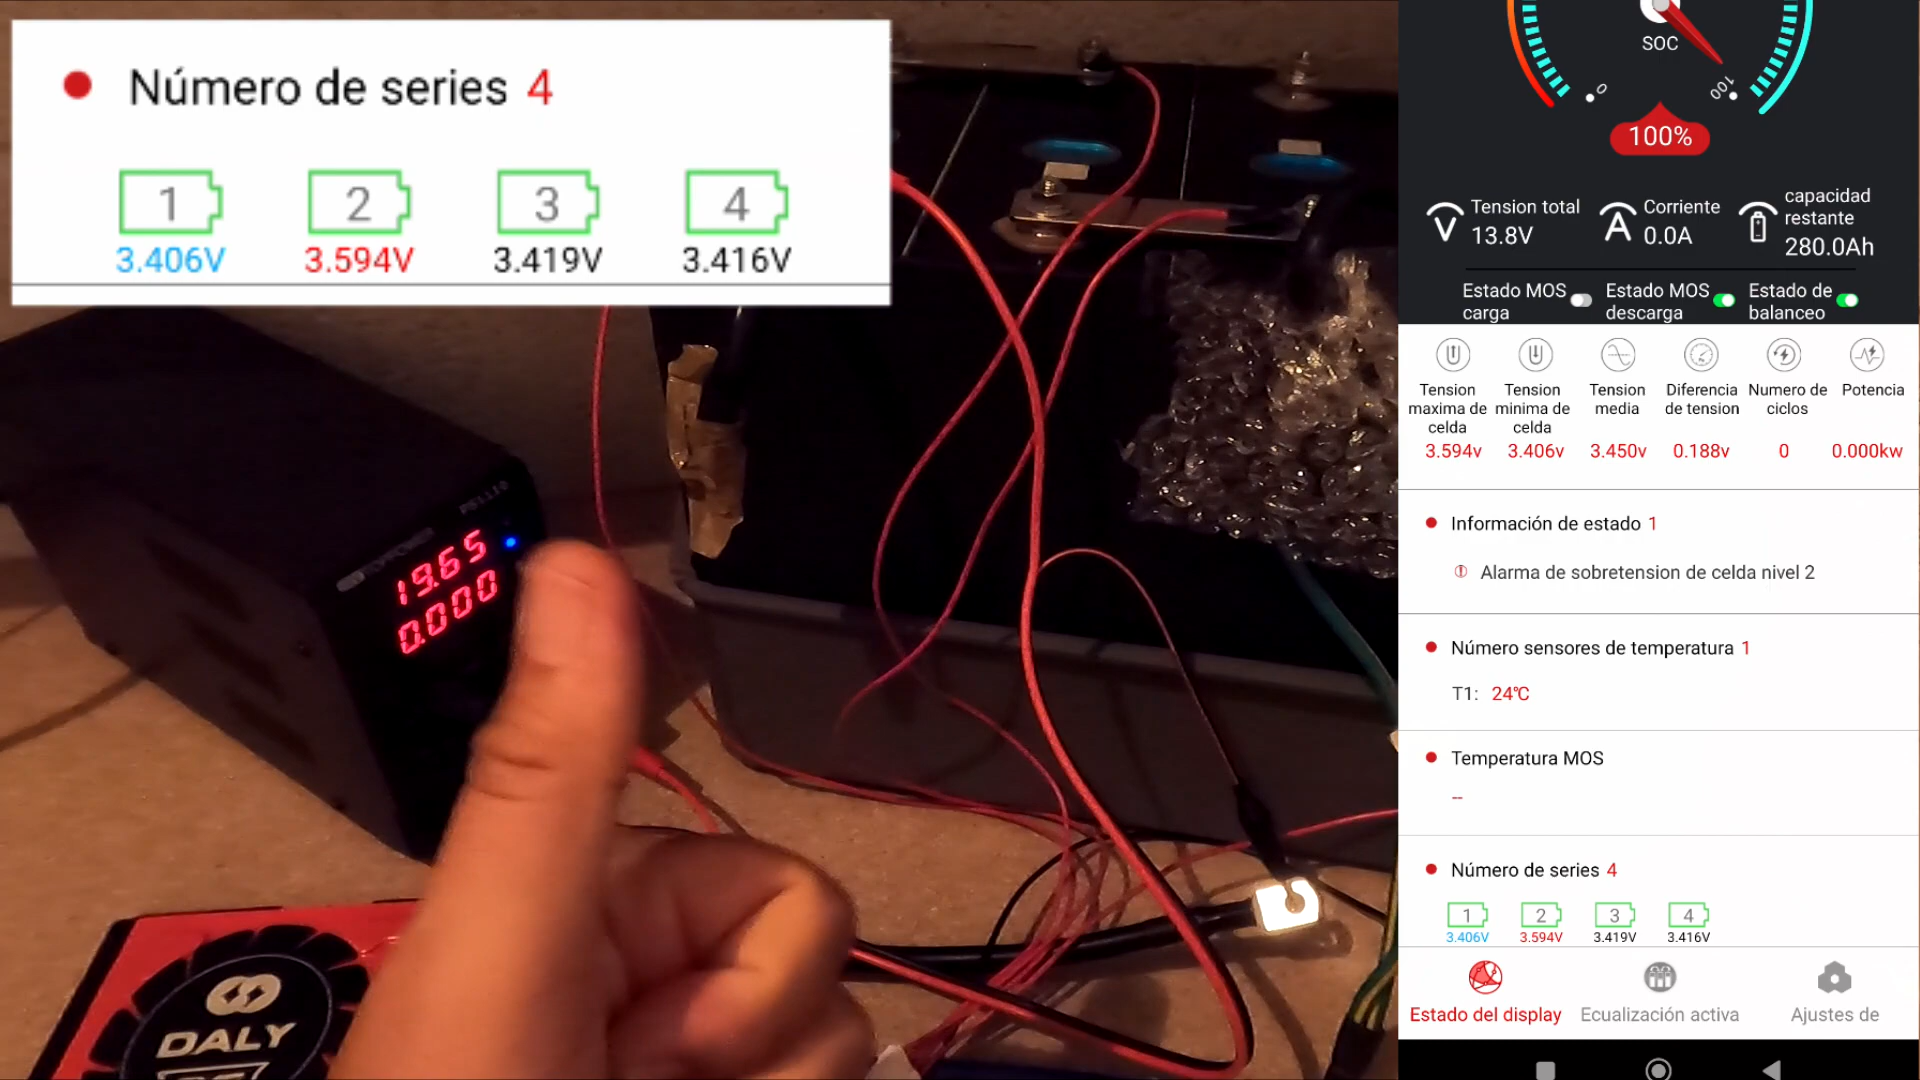 Número de series 4
1 2 3 4
3.406V 3.594V 3.419V 3.416V
19.65
0.000
DALY
SOC
0 100
100%
Tension total
13.8V
Corriente
0.0A
capacidad
restante
280.0Ah
Estado MOS
carga
Estado MOS
descarga
Estado de
balanceo
Tension
maxima de
celda
3.594v
Tension
minima de
celda
3.406v
Tension
media
3.450v
Diferencia
de tension
0.188v
Numero de
ciclos
0
Potencia
0.000kw
Información de estado 1
Alarma de sobretension de celda nivel 2
Número sensores de temperatura 1
T1: 24℃
Temperatura MOS
--
Número de series 4
1 2 3 4
3.406V 3.594V 3.419V 3.416V
Estado del display
Ecualización activa
Ajustes de